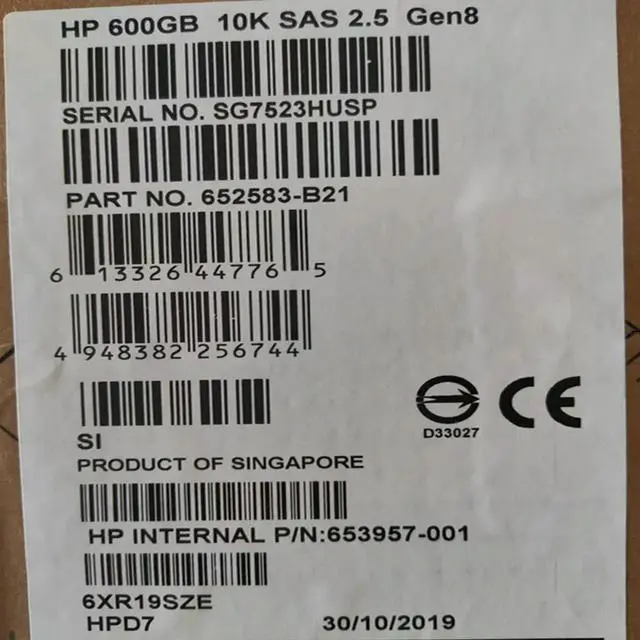 HP 600GB 10K SAS 2.5 Gen8
SERIAL NO. SG7523HUSP
PART NO. 652583-B21
6 13326 44776 5
4 948382 256744
D33027
CE
SI
PRODUCT OF SINGAPORE
HP INTERNAL P/N:653957-001
6XR19SZE
HPD7 30/10/2019